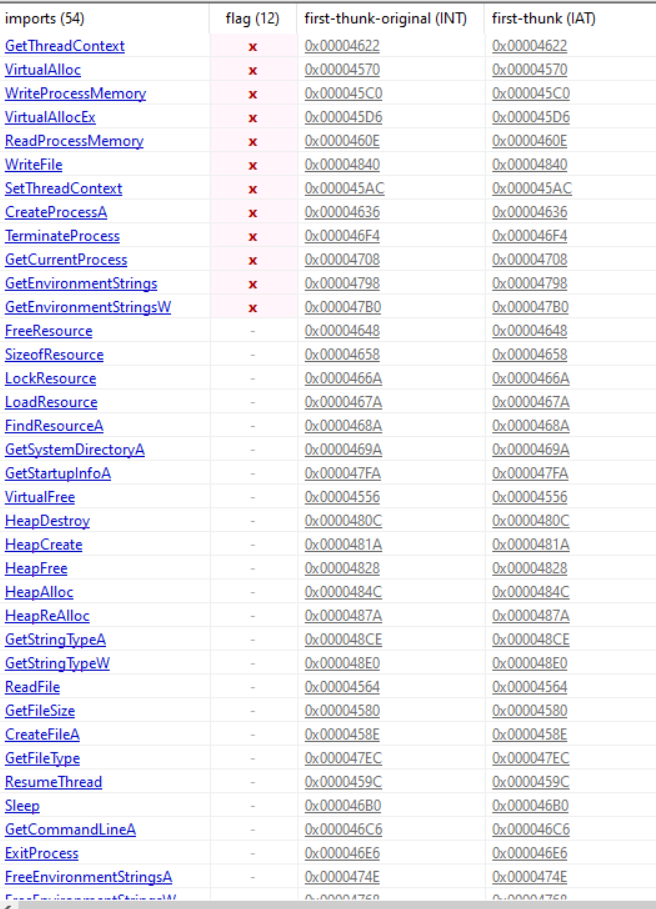 imports (54) flag (12) first-thunk-original (INT) first-thunk (IAT)
GetThreadContext x 0x00004622 0x00004622
VirtualAlloc x 0x00004570 0x00004570
WriteProcessMemory x 0x000045C0 0x000045C0
VirtualAllocEx x 0x000045D6 0x000045D6
ReadProcessMemory x 0x0000460E 0x0000460E
WriteFile x 0x00004840 0x00004840
SetThreadContext x 0x000045AC 0x000045AC
CreateProcessA x 0x00004636 0x00004636
TerminateProcess x 0x000046F4 0x000046F4
GetCurrentProcess x 0x00004708 0x00004708
GetEnvironmentStrings x 0x00004798 0x00004798
GetEnvironmentStringsW x 0x000047B0 0x000047B0
FreeResource - 0x00004648 0x00004648
SizeofResource - 0x00004658 0x00004658
LockResource - 0x0000466A 0x0000466A
LoadResource - 0x0000467A 0x0000467A
FindResourceA - 0x0000468A 0x0000468A
GetSystemDirectoryA - 0x0000469A 0x0000469A
GetStartupInfoA - 0x000047FA 0x000047FA
VirtualFree - 0x00004556 0x00004556
HeapDestroy - 0x0000480C 0x0000480C
HeapCreate - 0x0000481A 0x0000481A
HeapFree - 0x00004828 0x00004828
HeapAlloc - 0x0000484C 0x0000484C
HeapReAlloc - 0x0000487A 0x0000487A
GetStringTypeA - 0x000048CE 0x000048CE
GetStringTypeW - 0x000048E0 0x000048E0
ReadFile - 0x00004564 0x00004564
GetFileSize - 0x00004580 0x00004580
CreateFileA - 0x0000458E 0x0000458E
GetFileType - 0x000047EC 0x000047EC
ResumeThread - 0x0000459C 0x0000459C
Sleep - 0x000046B0 0x000046B0
GetCommandLineA - 0x000046C6 0x000046C6
ExitProcess - 0x000046E6 0x000046E6
FreeEnvironmentStringsA - 0x0000474E 0x0000474E
FreeEnvironmentStringsW - 0x00004768 0x00004768